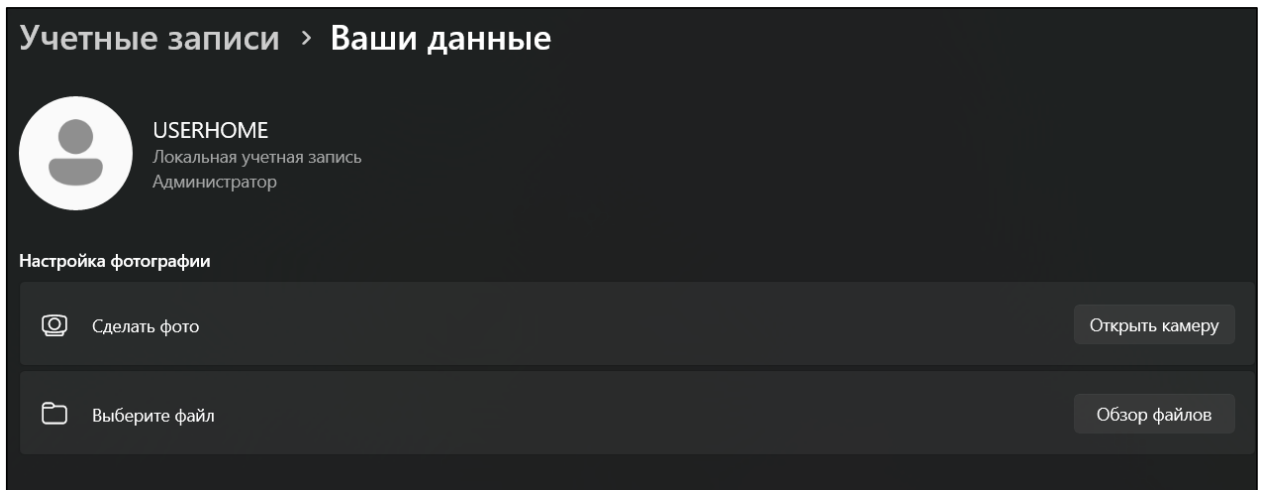 Учетные записи > Ваши данные
USERHOME
Локальная учетная запись
Администратор
Настройка фотографии
Сделать фото
Открыть камеру
Выберите файл
Обзор файлов